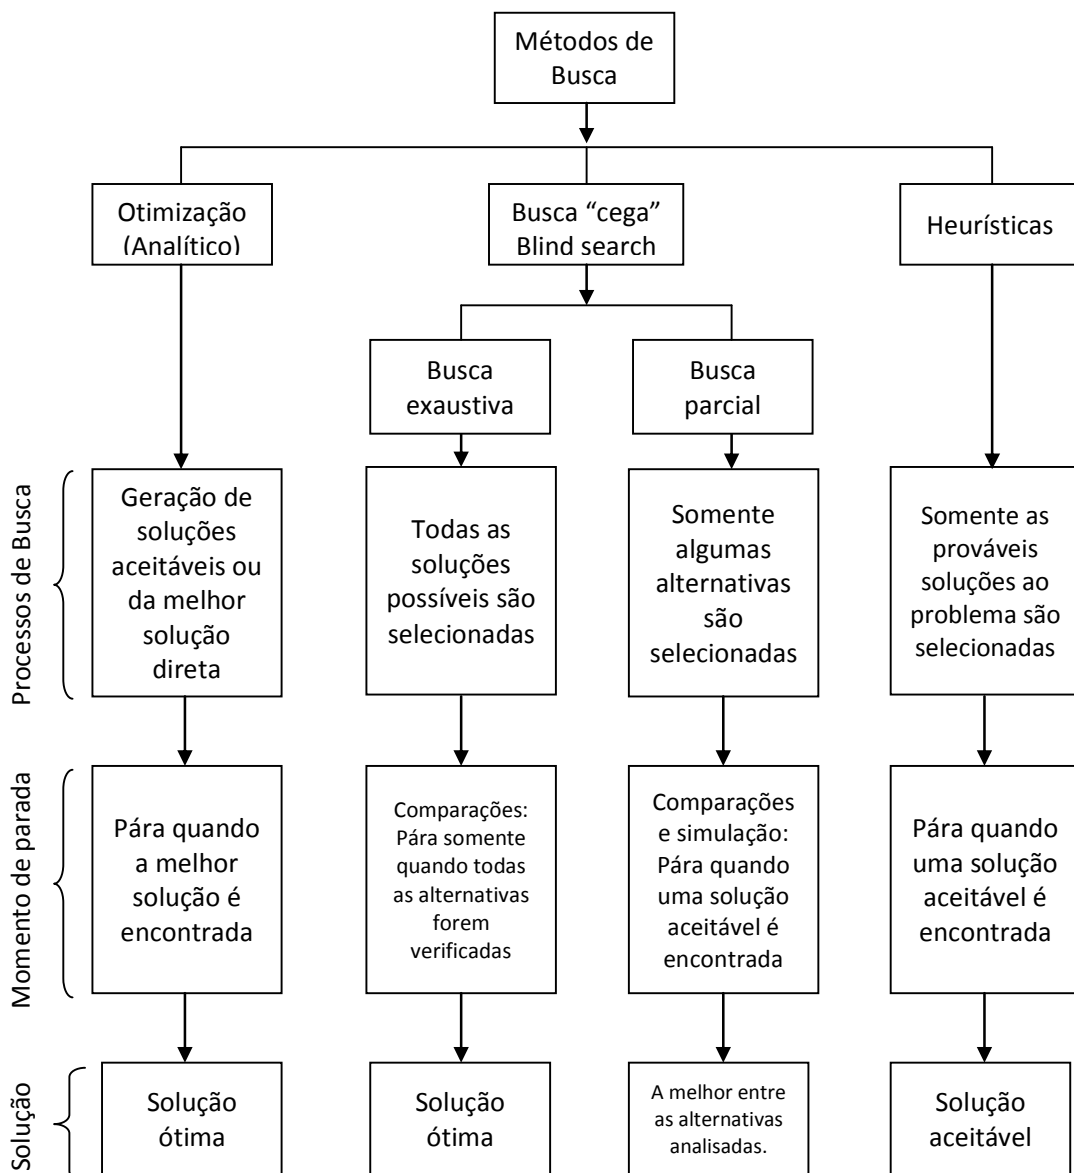 Métodos de
Busca
Otimização
(Analítico)
Busca “cega”
Blind search
Heurísticas
Busca
exaustiva
Busca
parcial
Processos de Busca
Geração de
soluções
aceitáveis ou
da melhor
solução
direta
Todas as
soluções
possíveis são
selecionadas
Somente
algumas
alternativas
são
selecionadas
Somente as
prováveis
soluções ao
problema são
selecionadas
Momento de parada
Pára quando
a melhor
solução é
encontrada
Comparações:
Pára somente
quando todas
as alternativas
forem
verificadas
Comparações
e simulação:
Pára quando
uma solução
aceitável é
encontrada
Pára quando
uma solução
aceitável é
encontrada
Solução
Solução
ótima
Solução
ótima
A melhor entre
as alternativas
analisadas.
Solução
aceitável